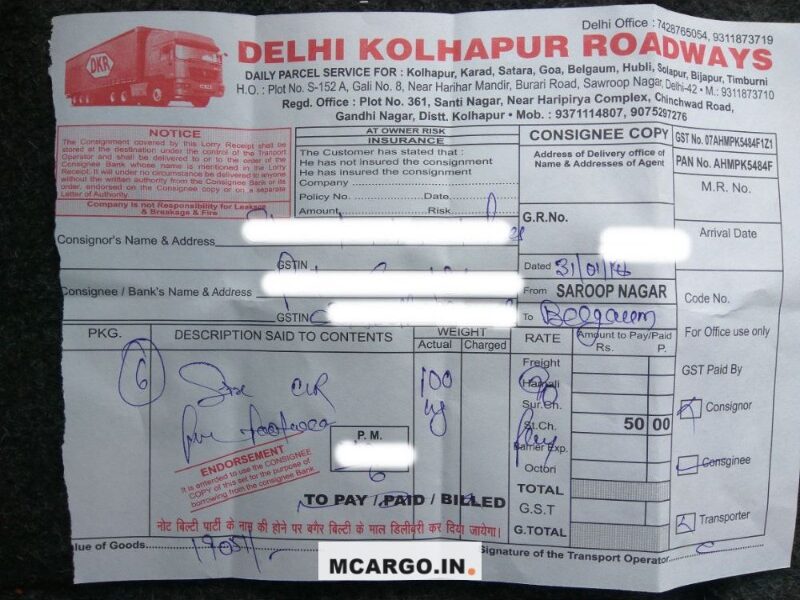 Delhi Office : 7428765054, 9311873719
DKR
DELHI KOLHAPUR ROADWAYS
DAILY PARCEL SERVICE FOR : Kolhapur, Karad, Satara, Goa, Belgaum, Hubli, Solapur, Bijapur, Timburni
H.O. : Plot No. S-152 A, Gali No. 8, Near Harihar Mandir, Burari Road, Sawroop Nagar, Delhi-42 • M.: 9311873710
Regd. Office : Plot No. 361, Santi Nagar, Near Haripirya Complex, Chinchwad Road,
Gandhi Nagar, Distt. Kolhapur • Mob. : 9371114807, 9075297276
NOTICE
The Consignment covered by this Lorry Receipt shall be
stored at the destination under the control of the Transport
Operator and shall be delivered to or to the order of the
Consignee Bank whose name is mentioned in the Lorry
Receipt. It will under no circumstance be delivered to anyone
without the written authority from the Consignee Bank or its
order, endorsed on the Consignee copy or on a separate
Letter of Authority.
Company is not Responsibility for Leakage
& Breakage & Fire
AT OWNER RISK
INSURANCE
The Customer has stated that :
He has not insured the consignment
He has insured the consignment
Company
Policy No. Date
Amount Risk
CONSIGNEE COPY
Address of Delivery office of
Name & Addresses of Agent
G.R.No.
GST No. 07AHMPK5484F1Z1
PAN No. AHMPK5484F
M.R. No.
Arrival Date
Consignor's Name & Address
GSTIN
Dated 31/01/18
Consignee / Bank's Name & Address
From SAROOP NAGAR
GSTIN
To Belgaum
Code No.
For Office use only
GST Paid By
Consignor
Consginee
Transporter
PKG.
DESCRIPTION SAID TO CONTENTS
WEIGHT
Actual Charged
RATE
Amount to Pay/Paid
Rs. P.
6
100
kg
Freight
Hamali
Sur.Ch.
St.Ch. 50 00
Barrier Exp.
Octori
TOTAL
G.S.T
G.TOTAL
P. M.
6
ENDORSEMENT
It is enterded to use the CONSIGNEE
COPY of this set for the purpose of
borrowing from the consignee Bank
TO PAY / PAID / BILLED
नोट बिल्टी पार्टी के नाम की होने पर बगैर बिल्टी के माल डिलीवरी कर दिया जायेगा।
Value of Goods
Signature of the Transport Operator
MCARGO.IN.